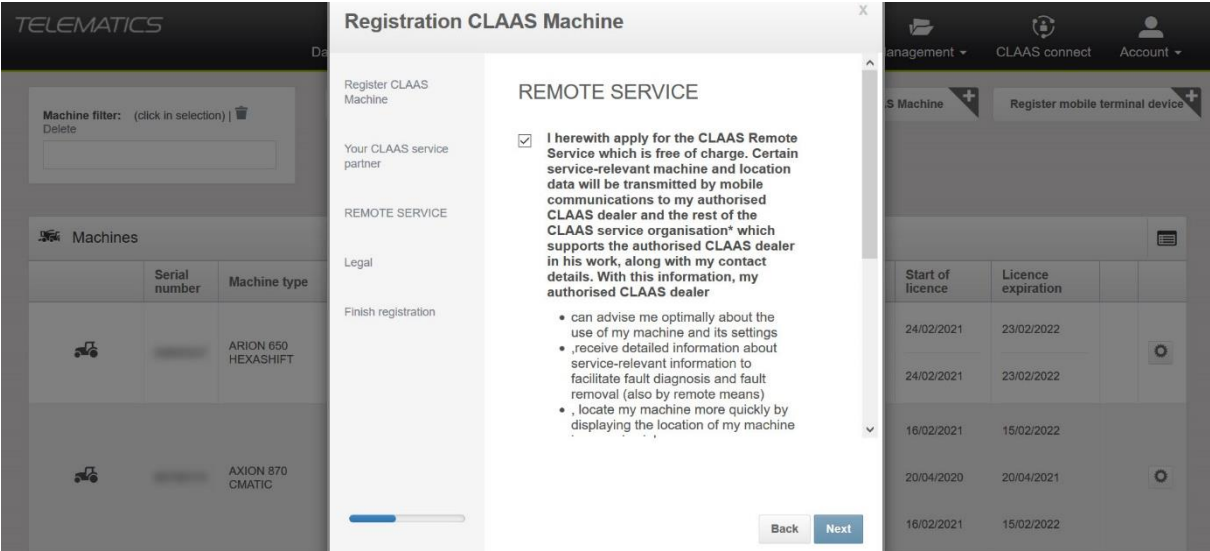 TELEMATICS
Da
anagement
CLAAS connect
Account
Machine filter: (click in selection) |
Delete
S Machine
Register mobile terminal device
Machines
Serial number
Machine type
Start of licence
Licence expiration
ARION 650
HEXASHIFT
24/02/2021
23/02/2022
24/02/2021
23/02/2022
AXION 870
CMATIC
16/02/2021
15/02/2022
20/04/2020
20/04/2021
16/02/2021
15/02/2022
Registration CLAAS Machine
X
Register CLAAS
Machine
Your CLAAS service
partner
REMOTE SERVICE
Legal
Finish registration
REMOTE SERVICE
I herewith apply for the CLAAS Remote
Service which is free of charge. Certain
service-relevant machine and location
data will be transmitted by mobile
communications to my authorised
CLAAS dealer and the rest of the
CLAAS service organisation* which
supports the authorised CLAAS dealer
in his work, along with my contact
details. With this information, my
authorised CLAAS dealer
• can advise me optimally about the
use of my machine and its settings
• ,receive detailed information about
service-relevant information to
facilitate fault diagnosis and fault
removal (also by remote means)
• , locate my machine more quickly by
displaying the location of my machine
Back
Next